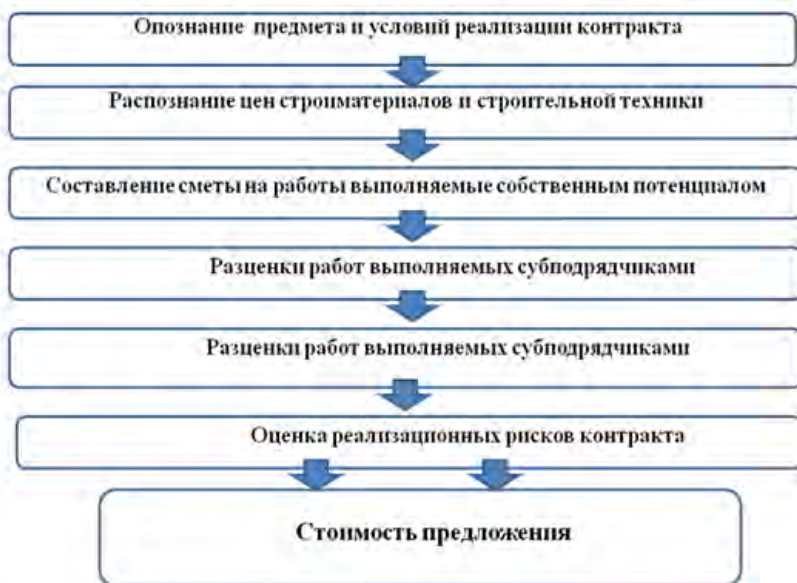 Опознание предмета и условий реализации контракта
Распознание цен стройматериалов и строительной техники
Составление сметы на работы выполняемые собственным потенциалом
Разценки работ выполняемых субподрядчиками
Разценки работ выполняемых субподрядчиками
Оценка реализационных рисков контракта
Стоимость предложения